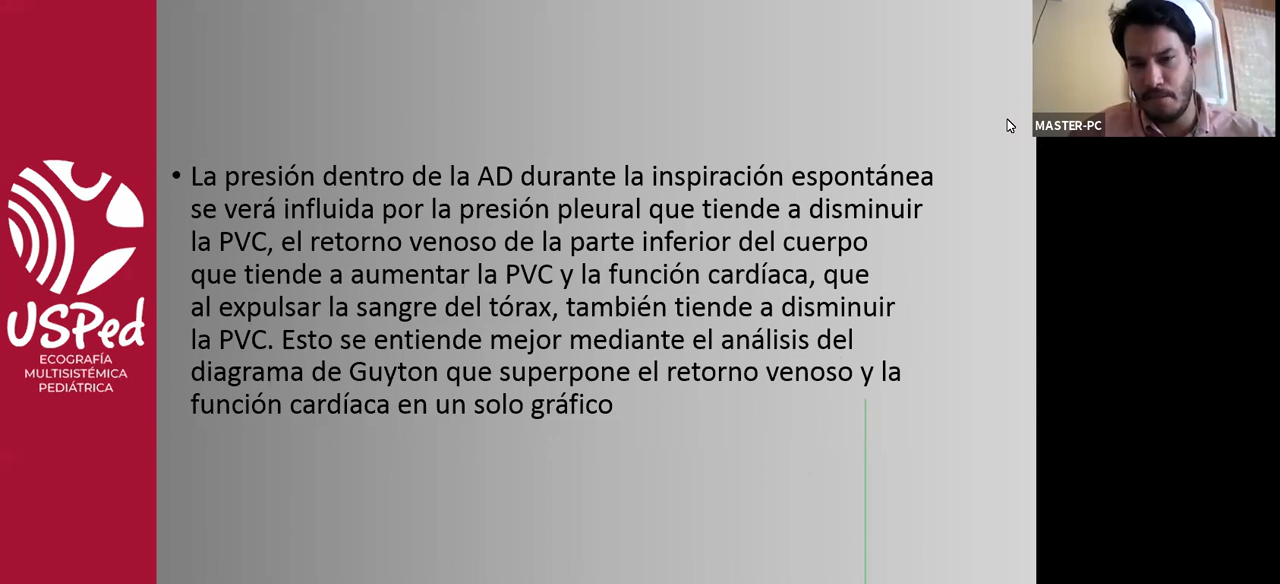 MASTER-PC
• La presión dentro de la AD durante la inspiración espontánea
se verá influida por la presión pleural que tiende a disminuir
la PVC, el retorno venoso de la parte inferior del cuerpo
que tiende a aumentar la PVC y la función cardíaca, que
al expulsar la sangre del tórax, también tiende a disminuir
la PVC. Esto se entiende mejor mediante el análisis del
diagrama de Guyton que superpone el retorno venoso y la
función cardíaca en un solo gráfico
USPed
ECOGRAFÍA
MULTISISTÉMICA
PEDIÁTRICA